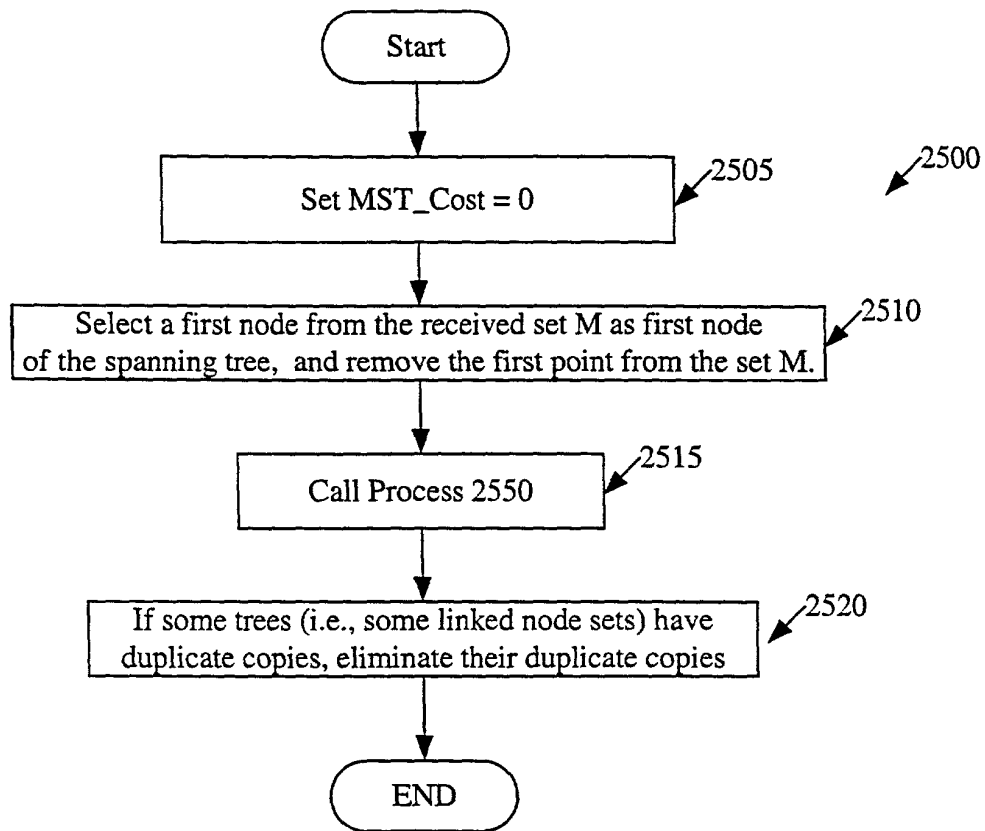 Start
Set MST_Cost = 0
2505
2500
Select a first node from the received set M as first node
of the spanning tree, and remove the first point from the set M.
2510
Call Process 2550
2515
If some trees (i.e., some linked node sets) have
duplicate copies, eliminate their duplicate copies
2520
END